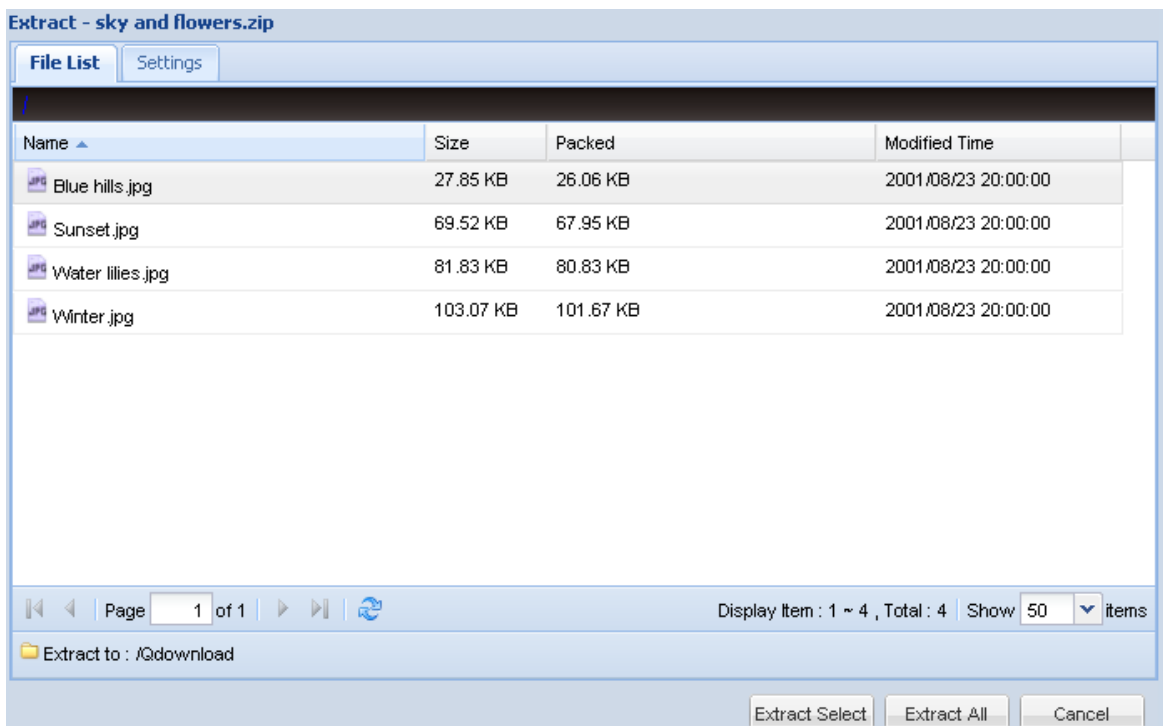 Extract - sky and flowers.zip
File List Settings
/
Name Size Packed Modified Time
JPG Blue hills.jpg 27.85 KB 26.06 KB 2001/08/23 20:00:00
JPG Sunset.jpg 69.52 KB 67.95 KB 2001/08/23 20:00:00
JPG Water lilies.jpg 81.83 KB 80.83 KB 2001/08/23 20:00:00
JPG Winter.jpg 103.07 KB 101.67 KB 2001/08/23 20:00:00
Page 1 of 1 Display Item : 1 ~ 4 , Total : 4 Show 50 items
Extract to : /Qdownload
Extract Select Extract All Cancel